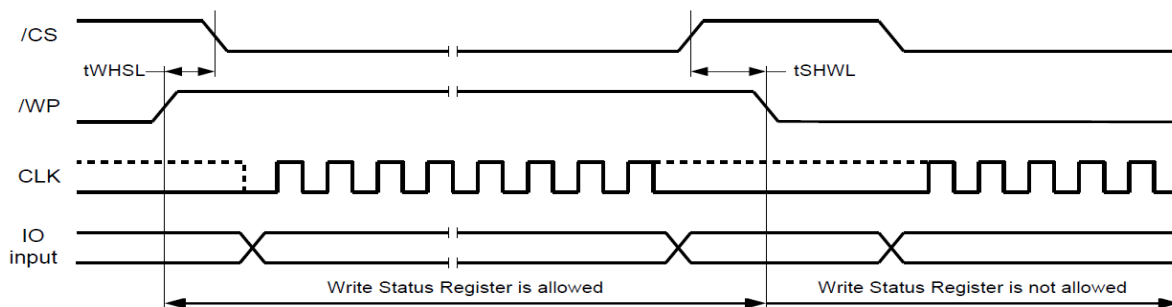 /CS
tWHSL
tSHWL
/WP
CLK
IO
input
Write Status Register is allowed
Write Status Register is not allowed